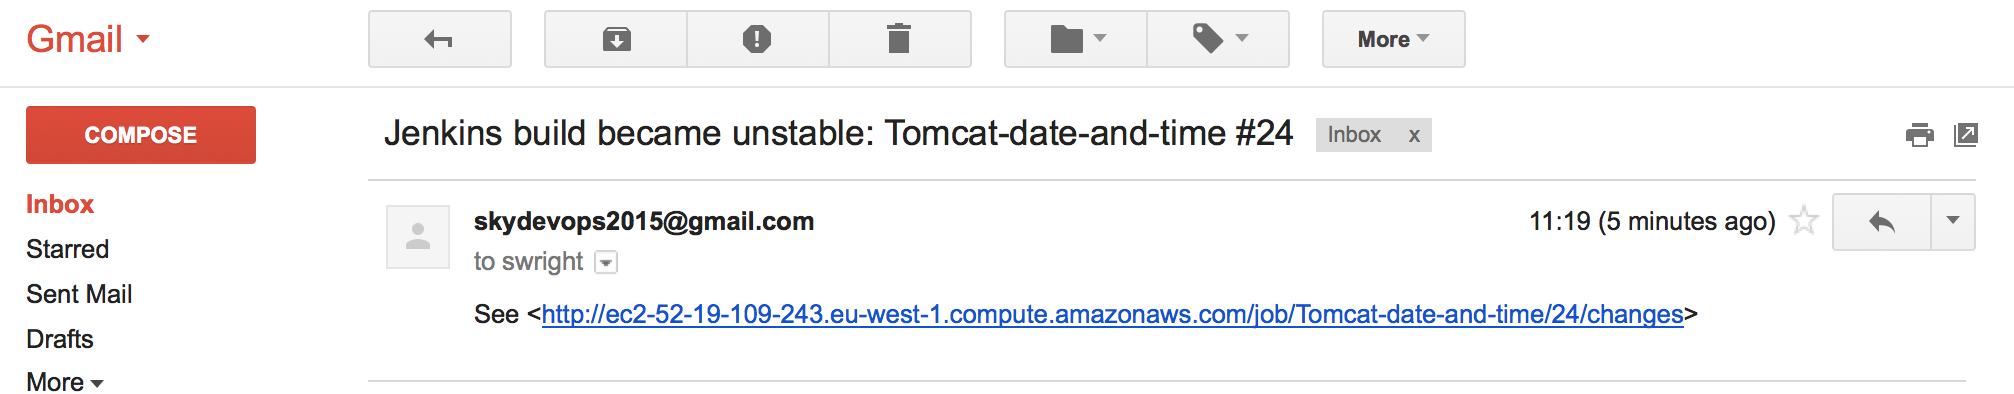 Gmail
More
COMPOSE
Jenkins build became unstable: Tomcat-date-and-time #24 Inbox x
Inbox
Starred
Sent Mail
Drafts
More
skydevops2015@gmail.com 11:19 (5 minutes ago)
to swright
See <http://ec2-52-19-109-243.eu-west-1.compute.amazonaws.com/job/Tomcat-date-and-time/24/changes>